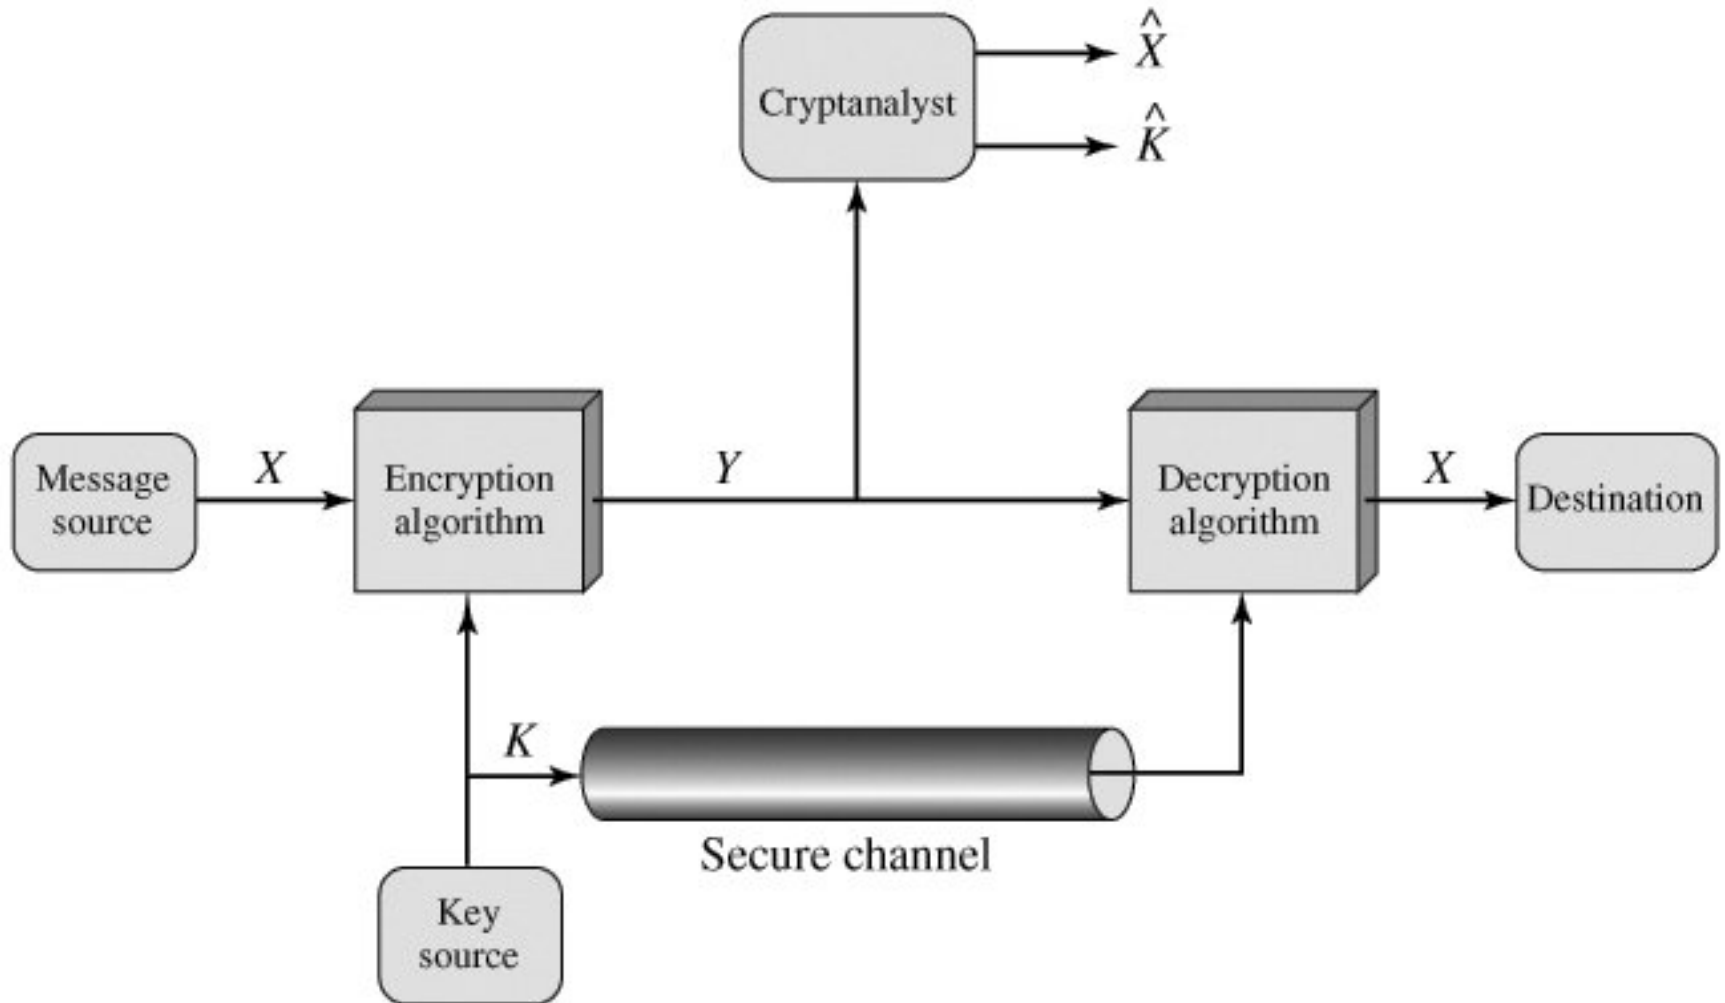 X̂
Cryptanalyst
K̂
Message
source
X
Encryption
algorithm
Y
Decryption
algorithm
X
Destination
K
Secure channel
Key
source